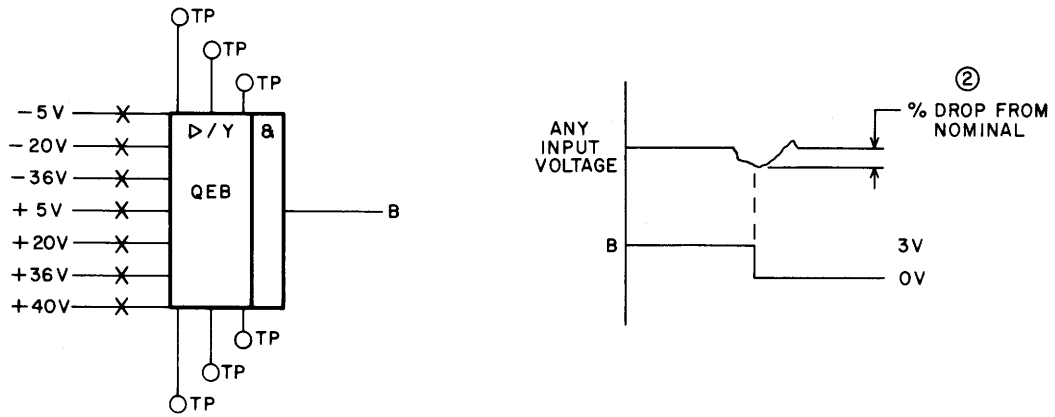 TP
TP
TP
−5V
−20V
−36V
+5V
+20V
+36V
+40V
▷/Y
&
QEB
B
TP
TP
TP
②
% DROP FROM
NOMINAL
ANY
INPUT
VOLTAGE
B
3V
0V